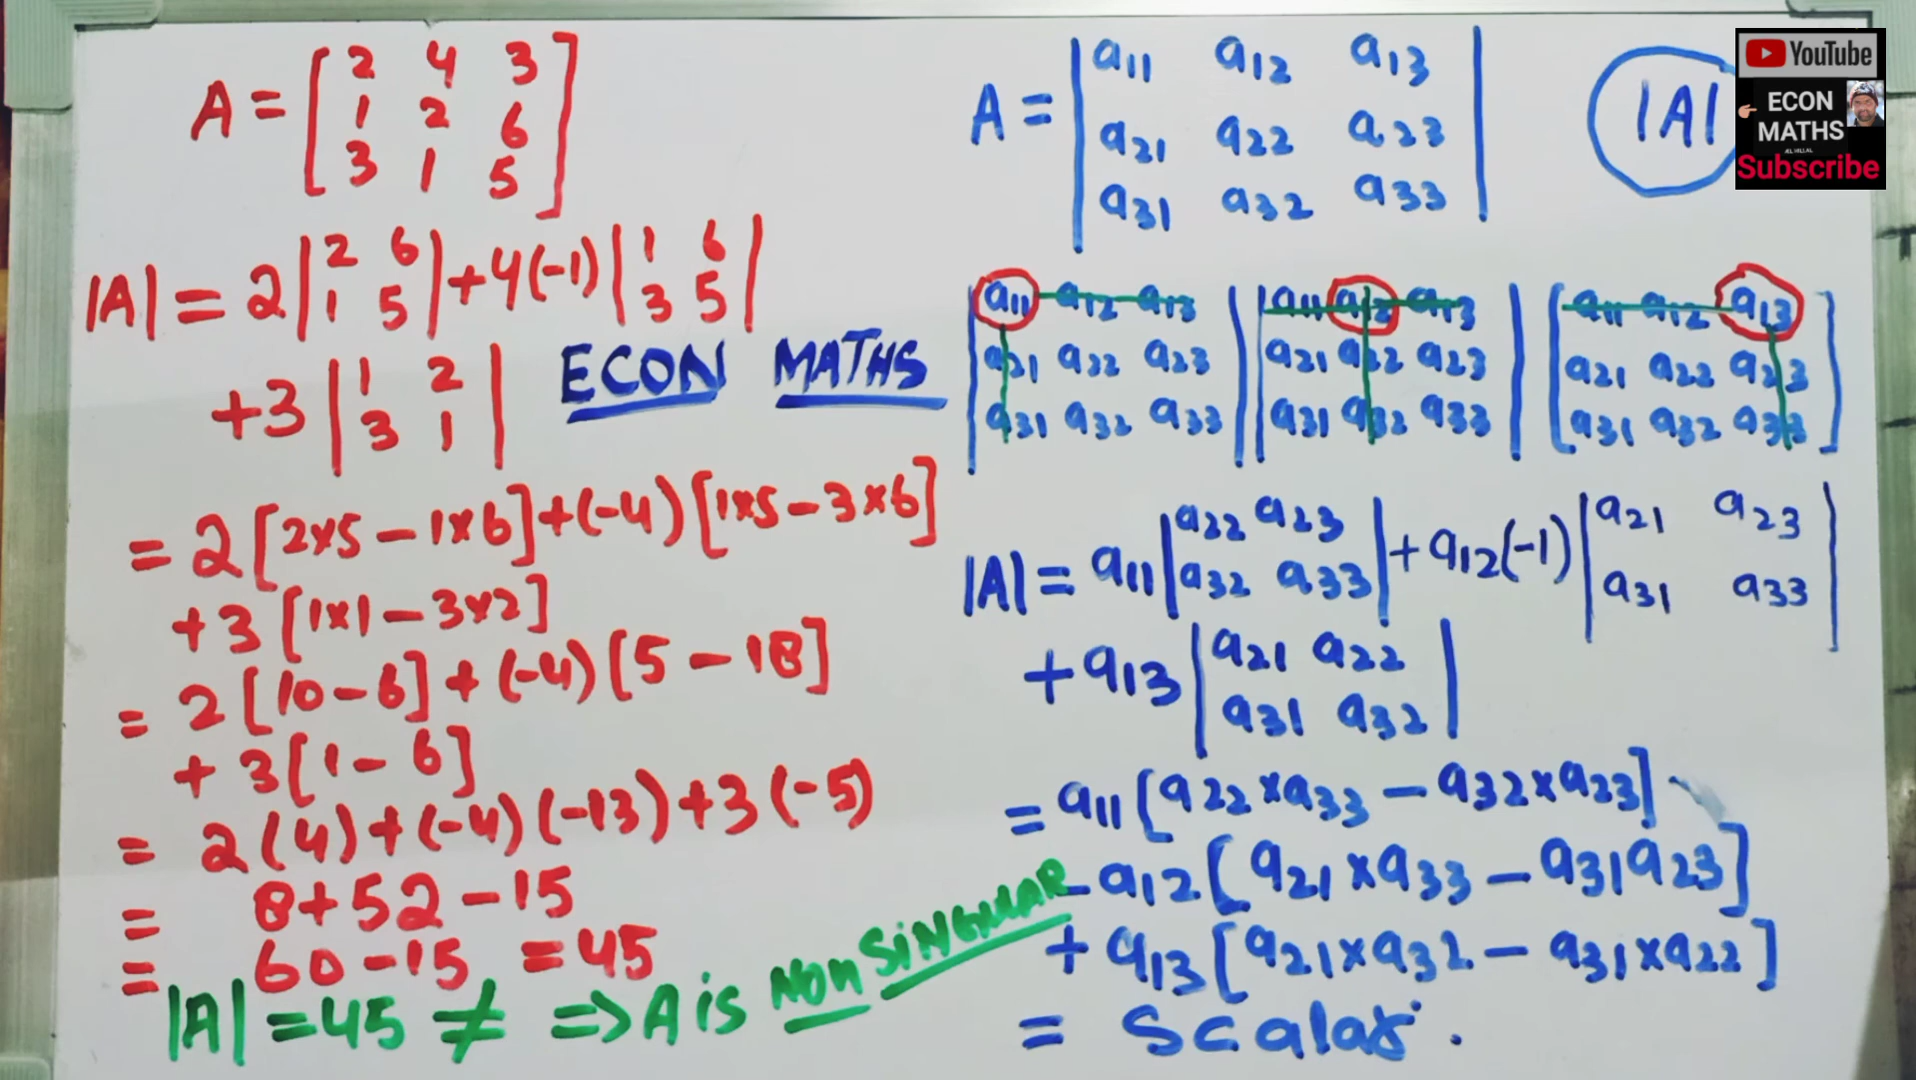 A = [ 2 4 3
1 2 6
3 1 5 ]
|A| = 2 | 2 6
1 5 | + 4(-1) | 1 6
3 5 |
+3 | 1 2
3 1 |
ECON MATHS
= 2 [2×5 - 1×6] + (-4) [1×5 - 3×6]
+ 3 [1×1 - 3×2]
= 2 [10 - 6] + (-4) [5 - 18]
+ 3 [1 - 6]
= 2(4) + (-4)(-13) + 3(-5)
= 8 + 52 - 15
= 60 - 15 = 45
|A| = 45 ≠ => A is NON SINGULAR
A = | a11 a12 a13
a21 a22 a23
a31 a32 a33 |
|A|
YouTube
ECON
MATHS
Subscribe
| a11 a12 a13 | | a11 a12 a13 | [ a11 a12 a13 ]
| a21 a22 a23 | | a21 a22 a23 | [ a21 a22 a23 ]
| a31 a32 a33 | | a31 a32 a33 | [ a31 a32 a33 ]
|A| = a11 | a22 a23
a32 a33 | + a12(-1) | a21 a23
a31 a33 |
+ a13 | a21 a22
a31 a32 |
= a11 [a22 × a33 - a32 × a23]
- a12 [a21 × a33 - a31 a23]
+ a13 [a21 × a32 - a31 × a22]
= Scalar.